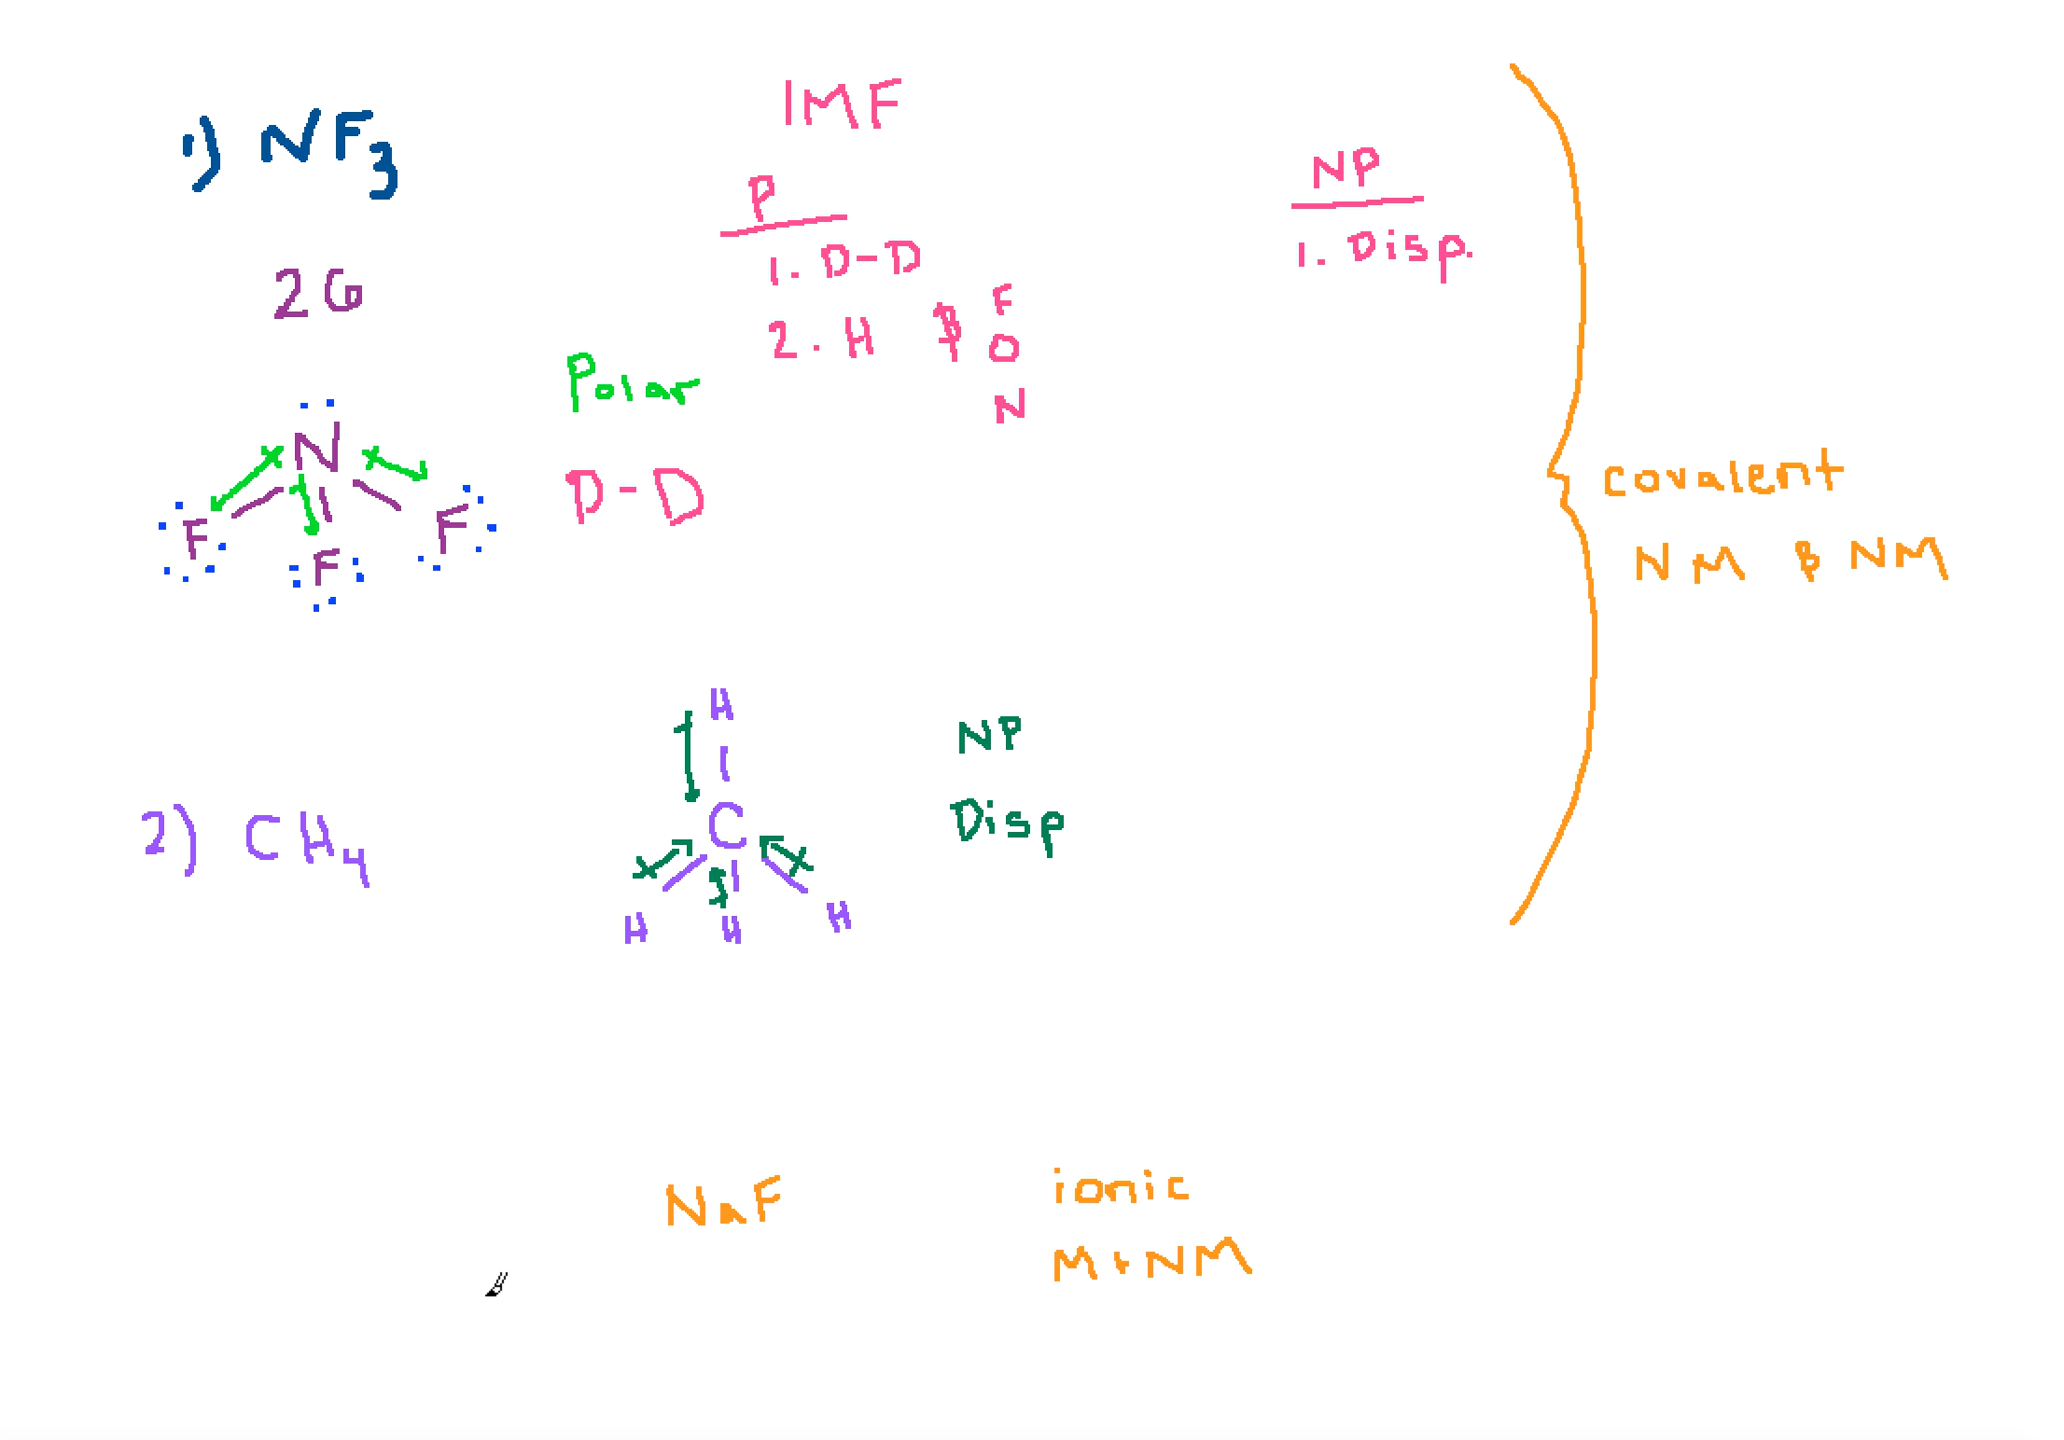 1) NF3
IMF
P
1. D-D
2. H & F
O
N
NP
1. Disp.
26
Polar
D-D
N
F F F
covalent
NM & NM
2) CH4
H
C
H H H
NP
Disp
NaF
ionic
M + NM